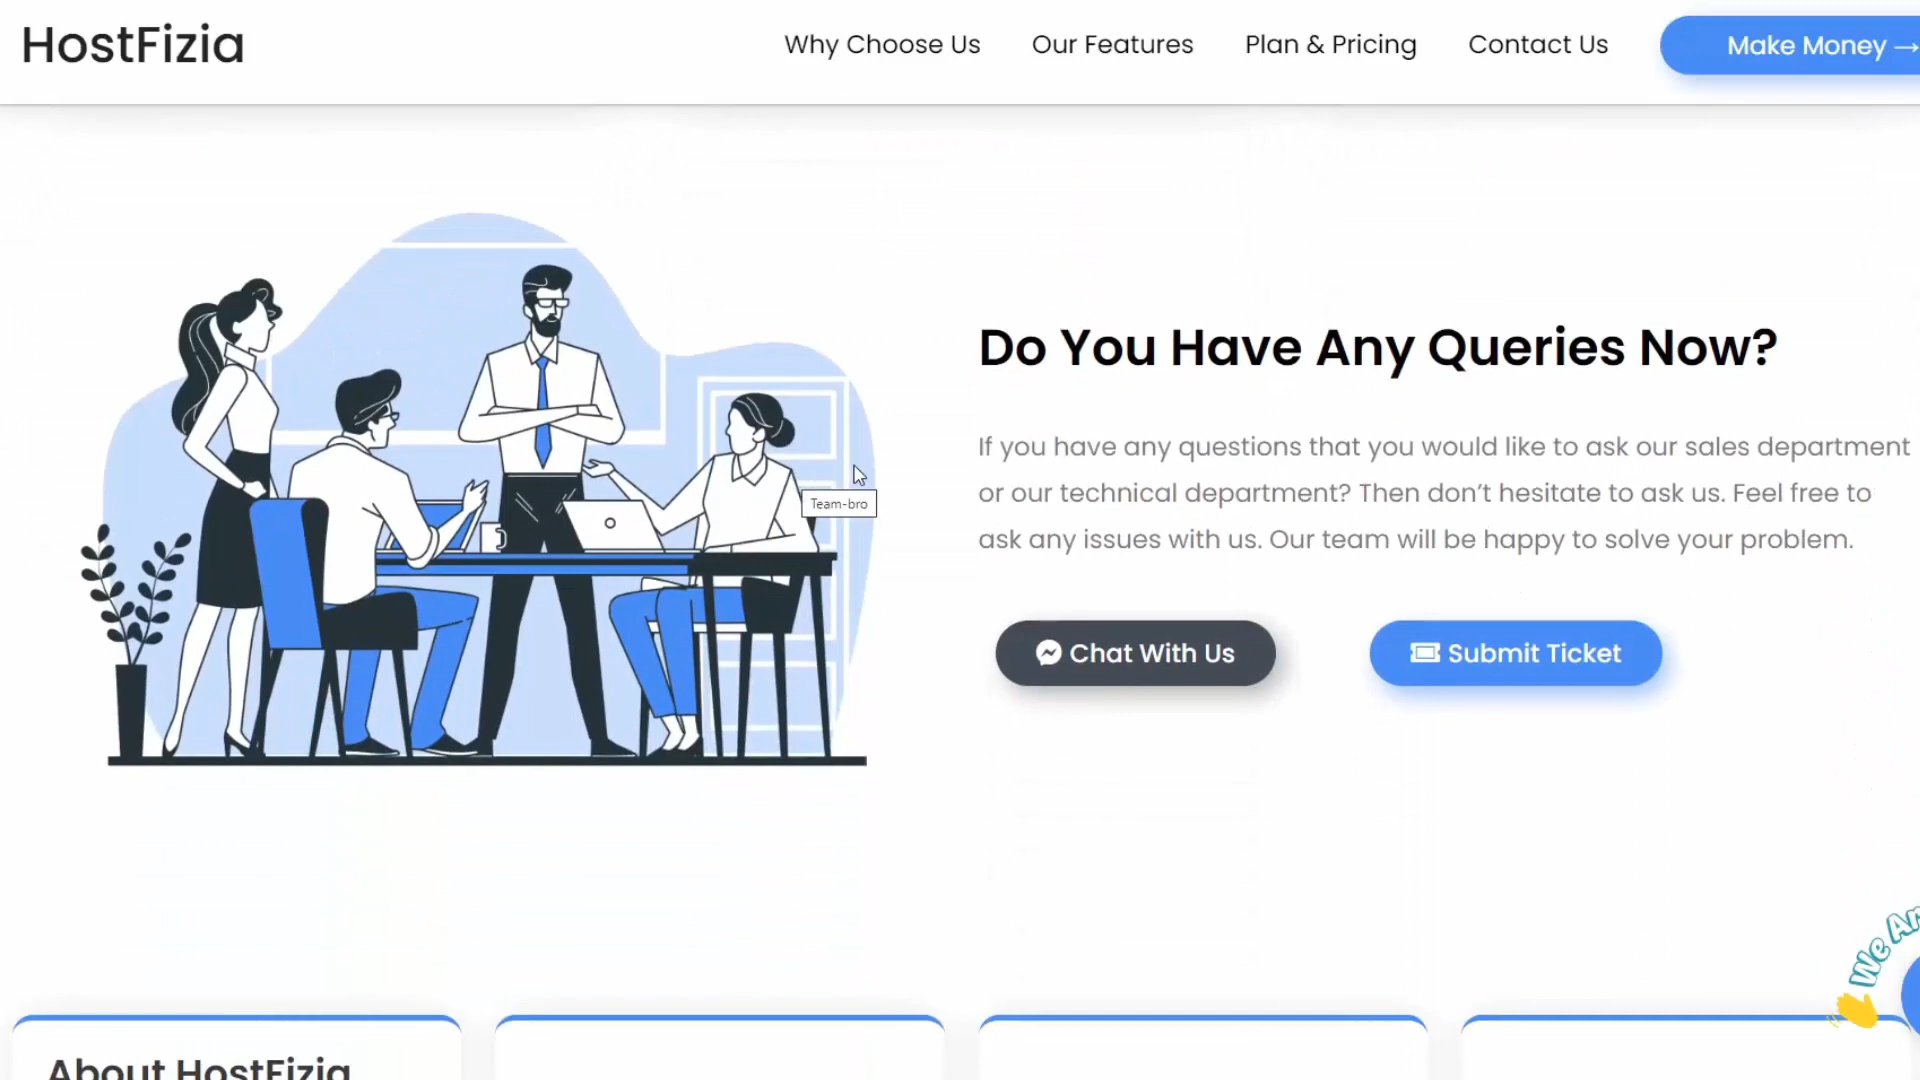 HostFizia
Why Choose Us
Our Features
Plan & Pricing
Contact Us
Make Money →
Do You Have Any Queries Now?
If you have any questions that you would like to ask our sales department
or our technical department? Then don’t hesitate to ask us. Feel free to
ask any issues with us. Our team will be happy to solve your problem.
Team-bro
Chat With Us
Submit Ticket
We
About HostFizia